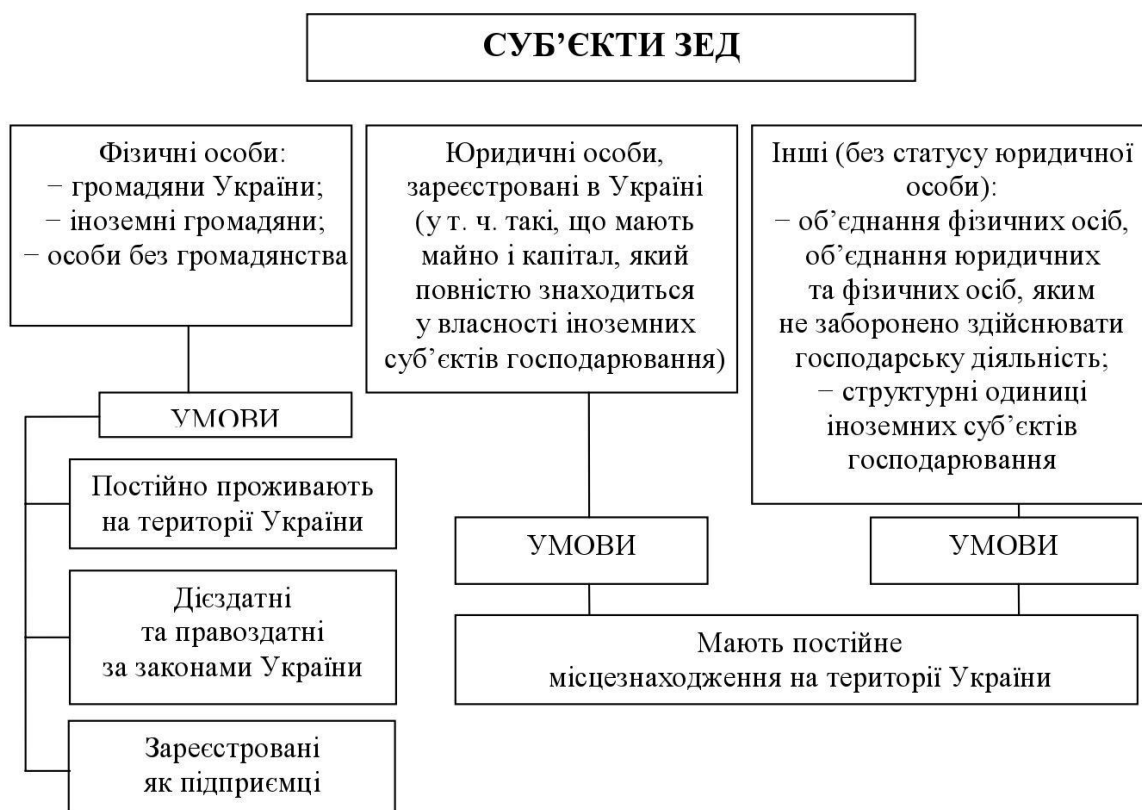 СУБ’ЄКТИ ЗЕД
Фізичні особи:
− громадяни України;
− іноземні громадяни;
− особи без громадянства
Юридичні особи,
зареєстровані в Україні
(у т. ч. такі, що мають
майно і капітал, який
повністю знаходиться
у власності іноземних
суб’єктів господарювання)
Інші (без статусу юридичної
особи):
− об’єднання фізичних осіб,
об’єднання юридичних
та фізичних осіб, яким
не заборонено здійснювати
господарську діяльність;
− структурні одиниці
іноземних суб’єктів
господарювання
УМОВИ
Постійно проживають
на території України
Дієздатні
та правоздатні
за законами України
Зареєстровані
як підприємці
УМОВИ
УМОВИ
Мають постійне
місцезнаходження на території України